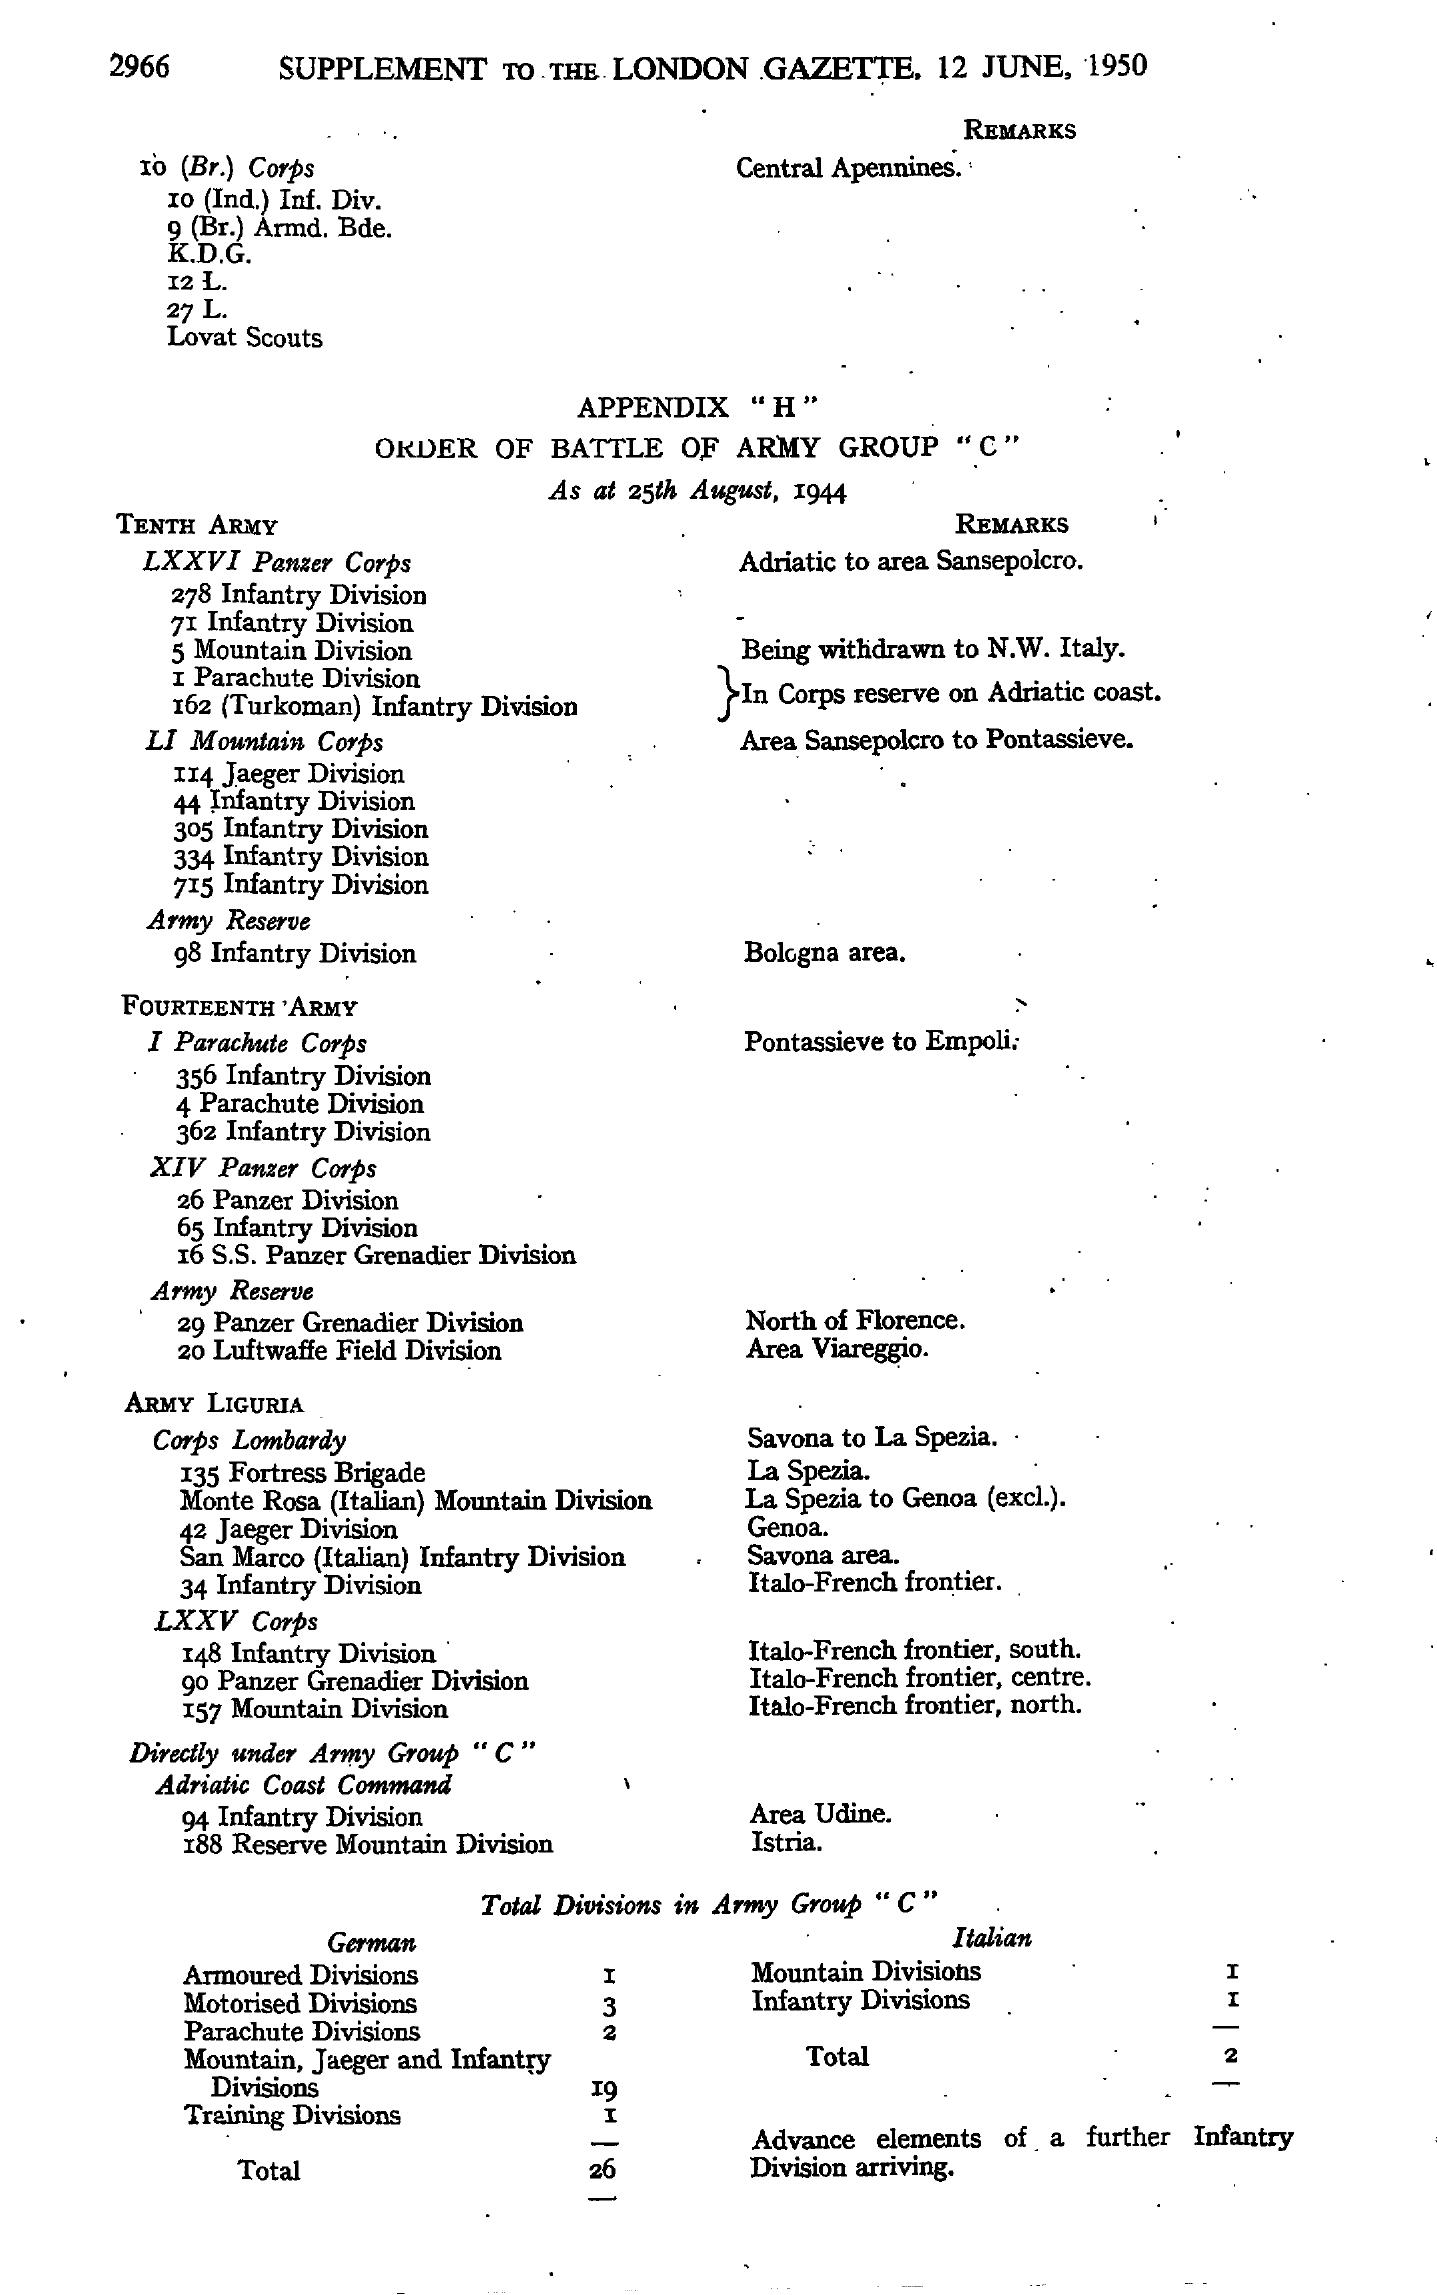 2966 SUPPLEMENT TO THE LONDON GAZETTE, 12 JUNE, 1950
REMARKS
10 (Br.) Corps Central Apennines.
10 (Ind.) Inf. Div.
9 (Br.) Armd. Bde.
K.D.G.
12 L.
27 L.
Lovat Scouts
APPENDIX "H"
ORDER OF BATTLE OF ARMY GROUP "C"
As at 25th August, 1944
TENTH ARMY REMARKS
LXXVI Panzer Corps Adriatic to area Sansepolcro.
278 Infantry Division
71 Infantry Division
5 Mountain Division Being withdrawn to N.W. Italy.
1 Parachute Division
162 (Turkoman) Infantry Division } In Corps reserve on Adriatic coast.
LI Mountain Corps Area Sansepolcro to Pontassieve.
114 Jaeger Division
44 Infantry Division
305 Infantry Division
334 Infantry Division
715 Infantry Division
Army Reserve
98 Infantry Division Bologna area.
FOURTEENTH ARMY
I Parachute Corps Pontassieve to Empoli.
356 Infantry Division
4 Parachute Division
362 Infantry Division
XIV Panzer Corps
26 Panzer Division
65 Infantry Division
16 S.S. Panzer Grenadier Division
Army Reserve
29 Panzer Grenadier Division North of Florence.
20 Luftwaffe Field Division Area Viareggio.
ARMY LIGURIA
Corps Lombardy Savona to La Spezia.
135 Fortress Brigade La Spezia.
Monte Rosa (Italian) Mountain Division La Spezia to Genoa (excl.).
42 Jaeger Division Genoa.
San Marco (Italian) Infantry Division Savona area.
34 Infantry Division Italo-French frontier.
LXXV Corps
148 Infantry Division Italo-French frontier, south.
90 Panzer Grenadier Division Italo-French frontier, centre.
157 Mountain Division Italo-French frontier, north.
Directly under Army Group "C"
Adriatic Coast Command
94 Infantry Division Area Udine.
188 Reserve Mountain Division Istria.
Total Divisions in Army Group "C"
German
Armoured Divisions 1
Motorised Divisions 3
Parachute Divisions 2
Mountain, Jaeger and Infantry
Divisions 19
Training Divisions 1
Total 26
Italian
Mountain Divisions 1
Infantry Divisions 1
Total 2
Advance elements of a further Infantry
Division arriving.